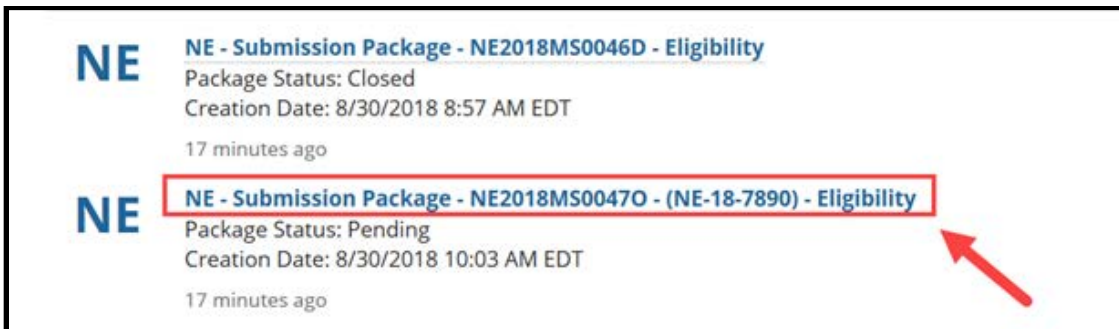 NE
NE - Submission Package - NE2018MS0046D - Eligibility
Package Status: Closed
Creation Date: 8/30/2018 8:57 AM EDT
17 minutes ago
NE
NE - Submission Package - NE2018MS0047O - (NE-18-7890) - Eligibility
Package Status: Pending
Creation Date: 8/30/2018 10:03 AM EDT
17 minutes ago